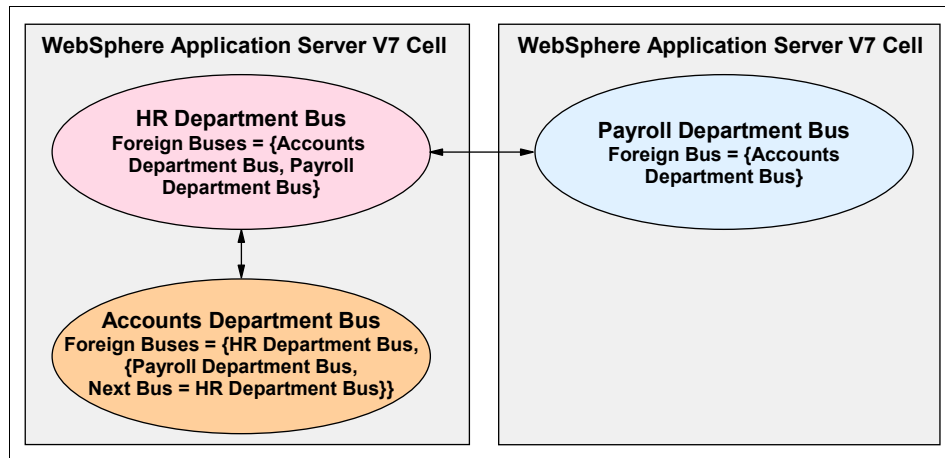 WebSphere Application Server V7 Cell
HR Department Bus
Foreign Buses = {Accounts
Department Bus, Payroll
Department Bus}
Accounts Department Bus
Foreign Buses = {HR Department Bus,
{Payroll Department Bus,
Next Bus = HR Department Bus}}
WebSphere Application Server V7 Cell
Payroll Department Bus
Foreign Bus = {Accounts
Department Bus}